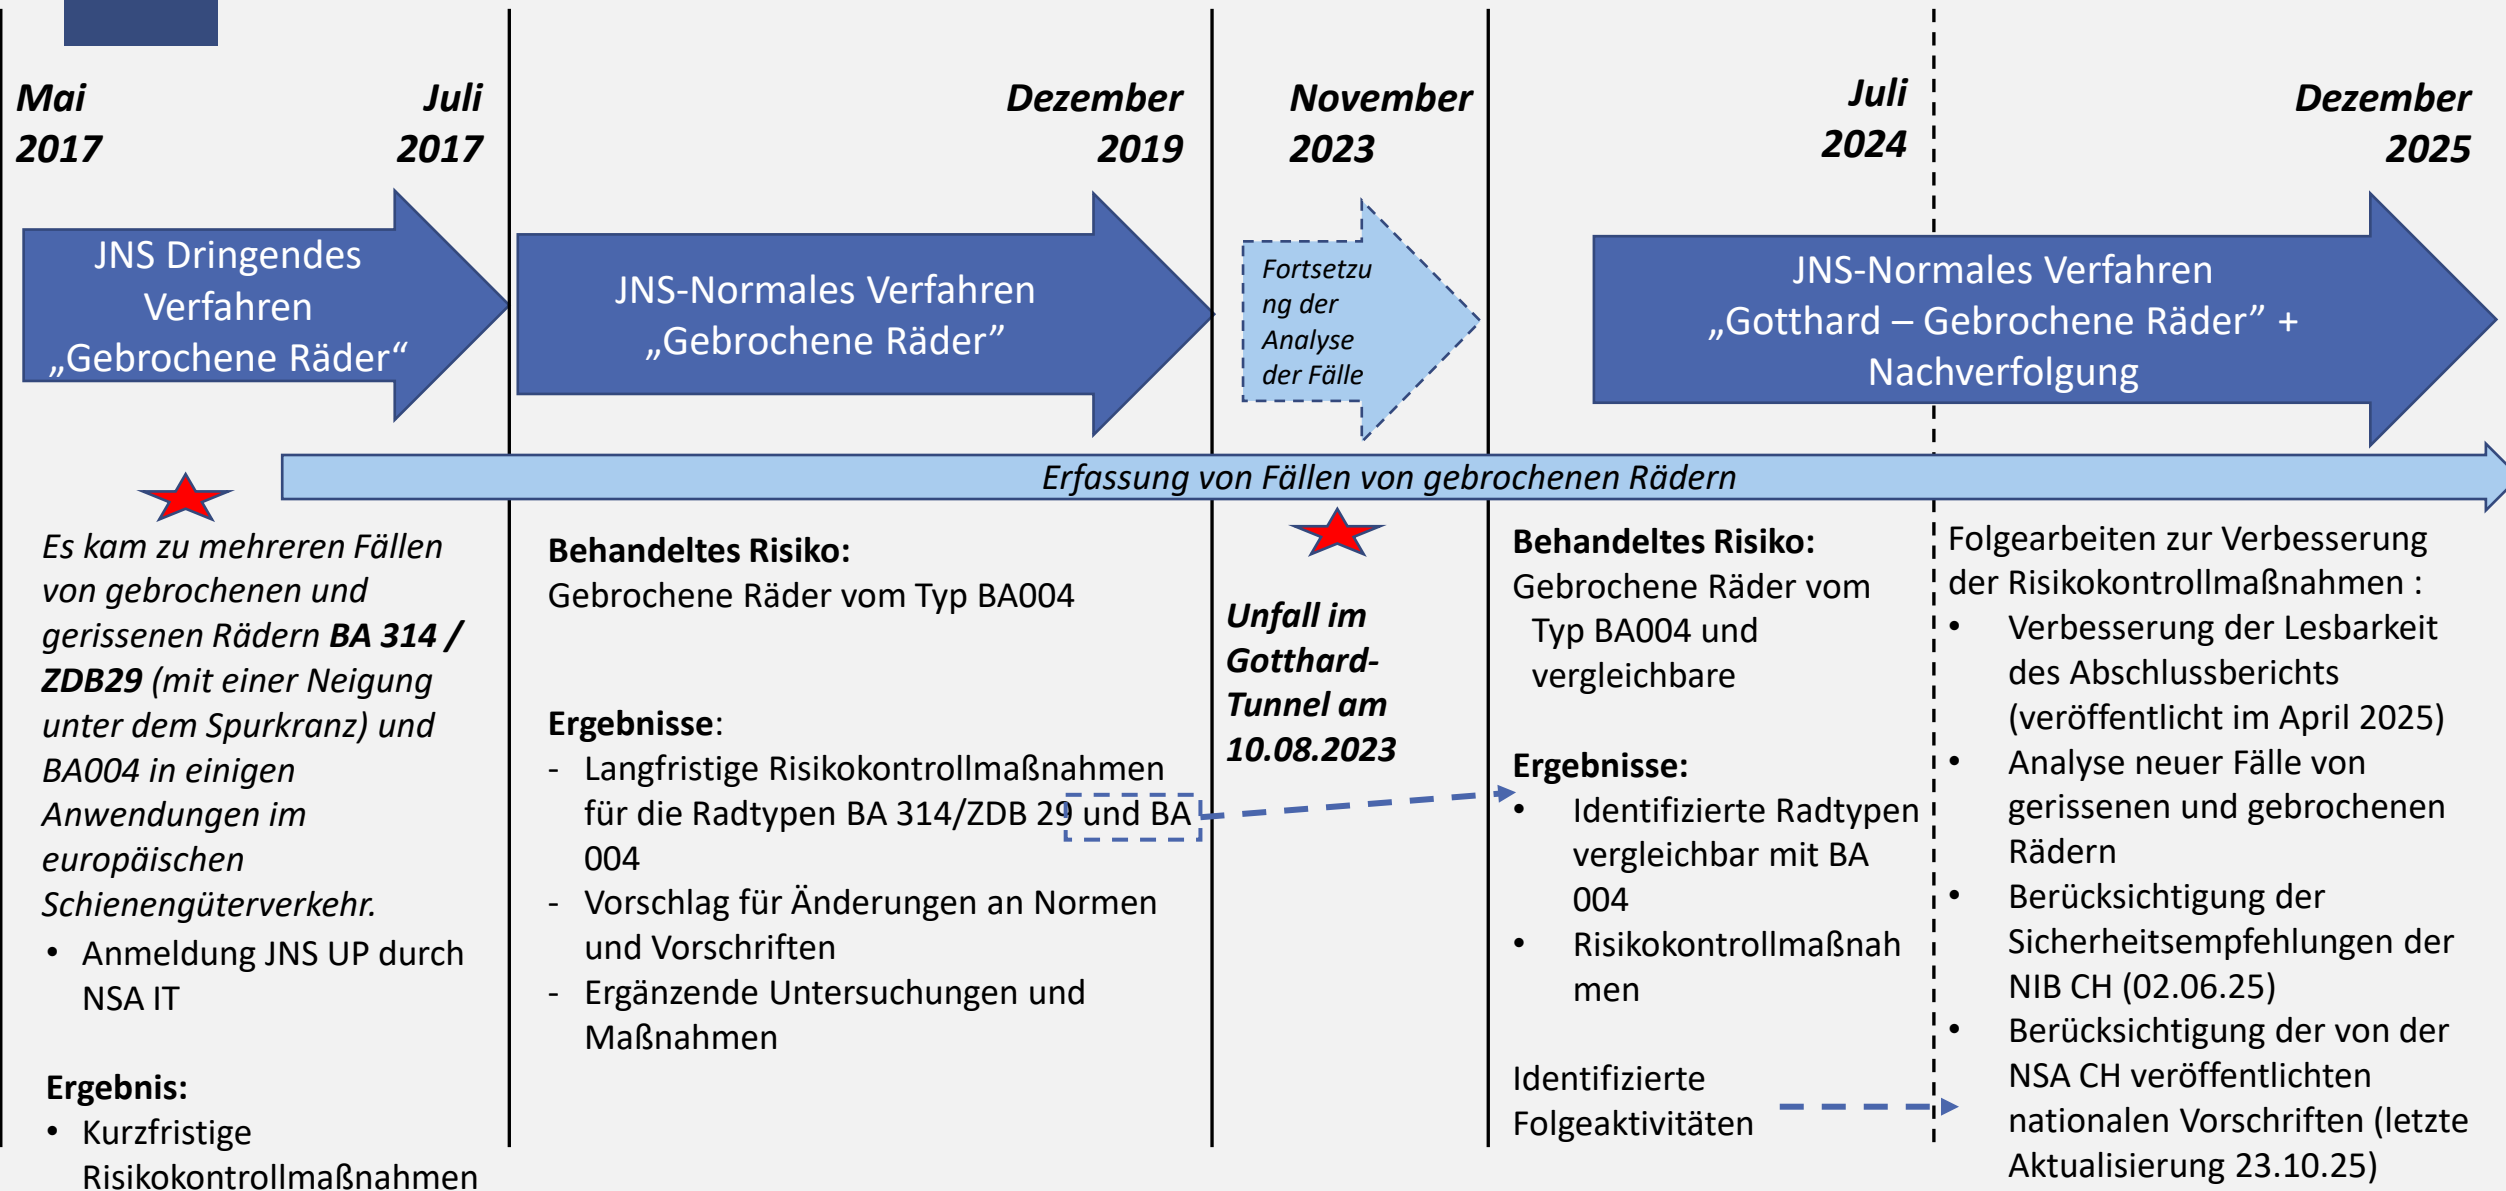 Mai
2017
Juli
2017
Dezember
2019
November
2023
Juli
2024
Dezember
2025
JNS Dringendes
Verfahren
„Gebrochene Räder“
JNS-Normales Verfahren
„Gebrochene Räder”
Fortsetzu
ng der
Analyse
der Fälle
JNS-Normales Verfahren
„Gotthard – Gebrochene Räder” +
Nachverfolgung
Erfassung von Fällen von gebrochenen Rädern
Es kam zu mehreren Fällen
von gebrochenen und
gerissenen Rädern BA 314 /
ZDB29 (mit einer Neigung
unter dem Spurkranz) und
BA004 in einigen
Anwendungen im
europäischen
Schienengüterverkehr.
• Anmeldung JNS UP durch
NSA IT
Ergebnis:
• Kurzfristige
Risikokontrollmaßnahmen
Behandeltes Risiko:
Gebrochene Räder vom Typ BA004
Ergebnisse:
- Langfristige Risikokontrollmaßnahmen
für die Radtypen BA 314/ZDB 29 und BA
004
- Vorschlag für Änderungen an Normen
und Vorschriften
- Ergänzende Untersuchungen und
Maßnahmen
Unfall im
Gotthard-
Tunnel am
10.08.2023
Behandeltes Risiko:
Gebrochene Räder vom
Typ BA004 und
vergleichbare
Ergebnisse:
• Identifizierte Radtypen
vergleichbar mit BA
004
• Risikokontrollmaßnah
men
Identifizierte
Folgeaktivitäten
Folgearbeiten zur Verbesserung
der Risikokontrollmaßnahmen :
• Verbesserung der Lesbarkeit
des Abschlussberichts
(veröffentlicht im April 2025)
• Analyse neuer Fälle von
gerissenen und gebrochenen
Rädern
• Berücksichtigung der
Sicherheitsempfehlungen der
NIB CH (02.06.25)
• Berücksichtigung der von der
NSA CH veröffentlichten
nationalen Vorschriften (letzte
Aktualisierung 23.10.25)